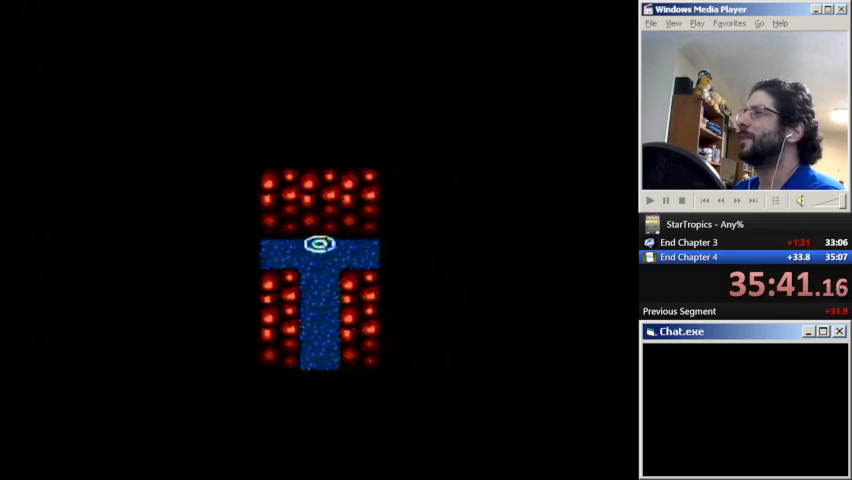 Windows Media Player
File View Play Favorites Go Help
StarTropics - Any%
End Chapter 3 +1:31 33:06
End Chapter 4 +33.8 35:07
35:41.16
Previous Segment +31.9
Chat.exe